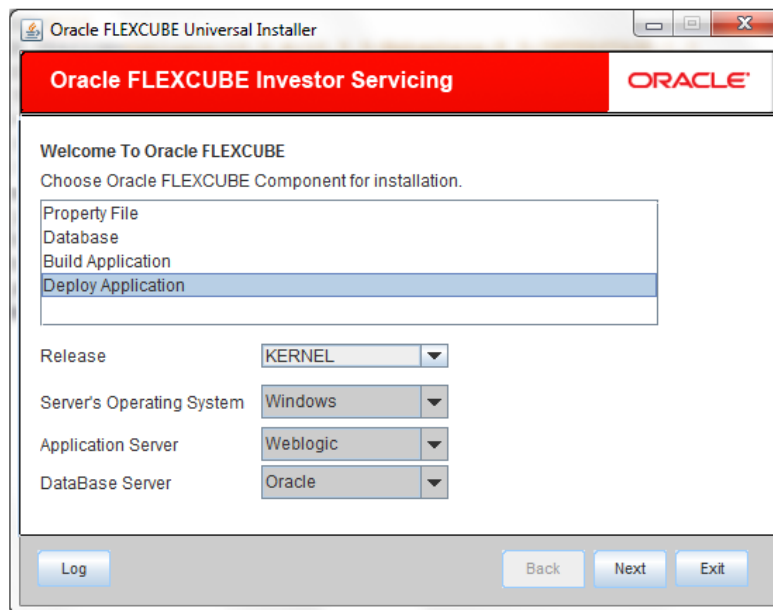 Oracle FLEXCUBE Universal Installer
Oracle FLEXCUBE Investor Servicing
ORACLE
Welcome To Oracle FLEXCUBE
Choose Oracle FLEXCUBE Component for installation.
Property File
Database
Build Application
Deploy Application
Release KERNEL
Server's Operating System Windows
Application Server Weblogic
DataBase Server Oracle
Log Back Next Exit